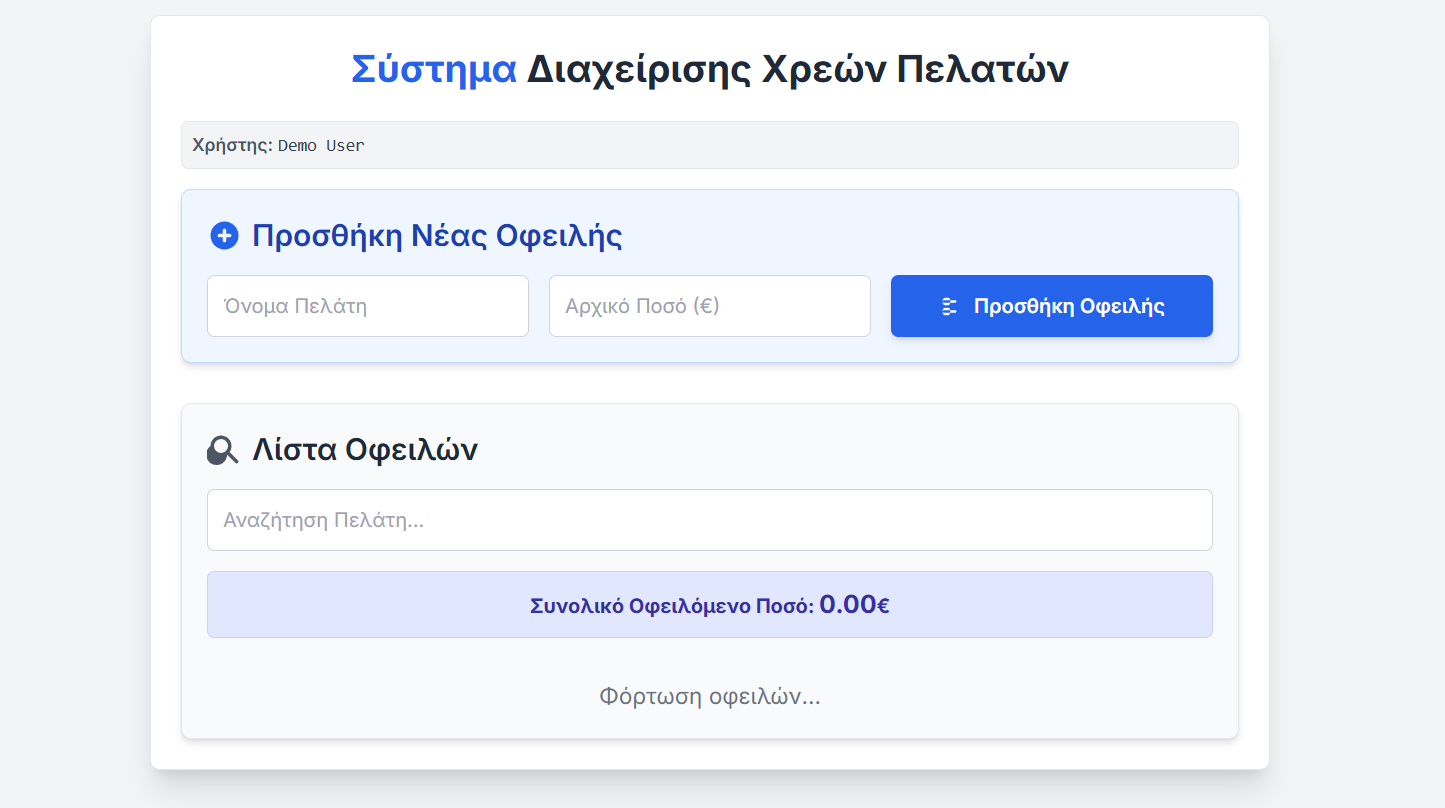 Σύστημα Διαχείρισης Χρεών Πελατών
Χρήστης: Demo User
Προσθήκη Νέας Οφειλής
Όνομα Πελάτη
Αρχικό Ποσό (€)
Προσθήκη Οφειλής
Λίστα Οφειλών
Αναζήτηση Πελάτη...
Συνολικό Οφειλόμενο Ποσό: 0.00€
Φόρτωση οφειλών...